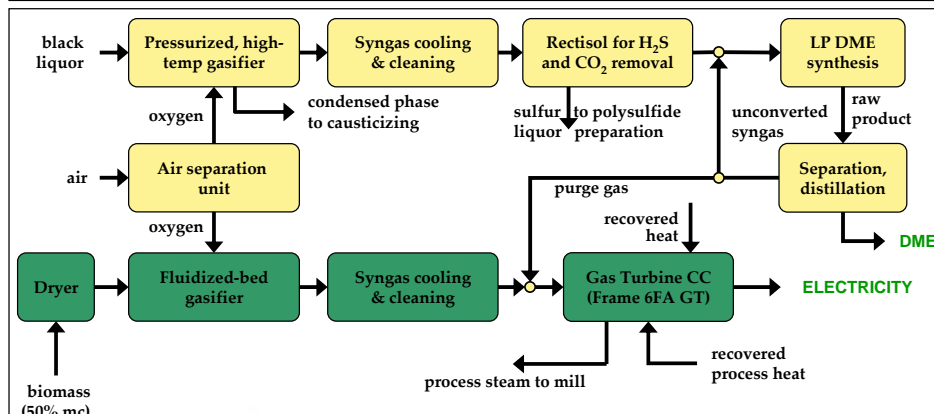 black
liquor
Pressurized, high-
temp gasifier
Syngas cooling
& cleaning
Rectisol for H₂S
and CO₂ removal
LP DME
synthesis
oxygen
condensed phase
to causticizing
sulfur to polysulfide
liquor preparation
unconverted
syngas
raw
product
air
Air separation
unit
Separation,
distillation
purge gas
oxygen
recovered
heat
DME
Dryer
Fluidized-bed
gasifier
Syngas cooling
& cleaning
Gas Turbine CC
(Frame 6FA GT)
ELECTRICITY
process steam to mill
recovered
process heat
biomass
(50% mc)